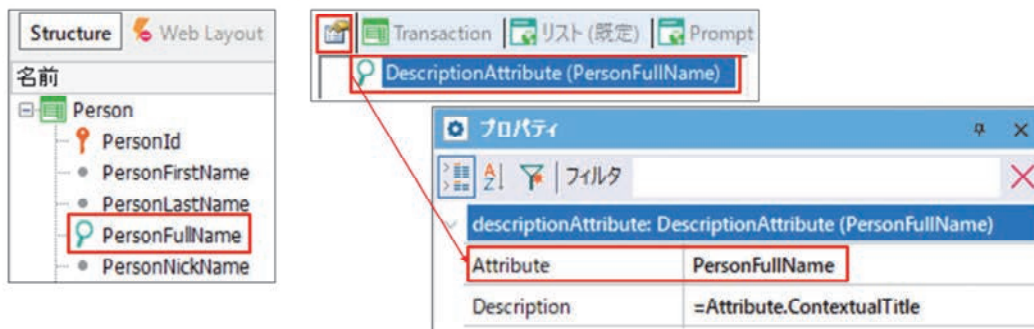 Structure
Web Layout
名前
Person
PersonId
PersonFirstName
PersonLastName
PersonFullName
PersonNickName
Transaction
リスト (既定)
Prompt
DescriptionAttribute (PersonFullName)
プロパティ
フィルタ
descriptionAttribute: DescriptionAttribute (PersonFullName)
Attribute PersonFullName
Description =Attribute.ContextualTitle